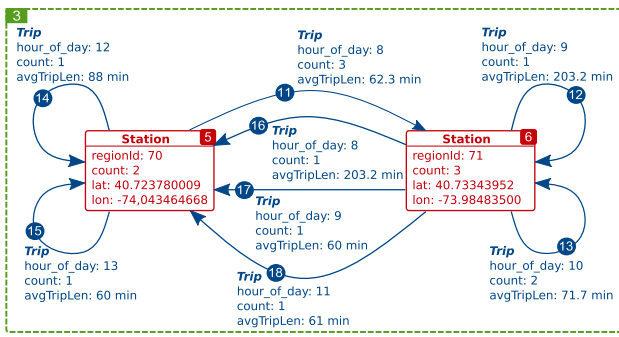 3
Trip
hour_of_day: 12
count: 1
avgTripLen: 88 min
14
Trip
hour_of_day: 8
count: 3
avgTripLen: 62.3 min
11
Trip
hour_of_day: 9
count: 1
avgTripLen: 203.2 min
12
Station 5
regionId: 70
count: 2
lat: 40.723780009
lon: -74,043464668
16
Trip
hour_of_day: 8
count: 1
avgTripLen: 203.2 min
Station 6
regionId: 71
count: 3
lat: 40.73343952
lon: -73.98483500
17
Trip
hour_of_day: 9
count: 1
avgTripLen: 60 min
15
Trip
hour_of_day: 13
count: 1
avgTripLen: 60 min
18
Trip
hour_of_day: 11
count: 1
avgTripLen: 61 min
13
Trip
hour_of_day: 10
count: 2
avgTripLen: 71.7 min